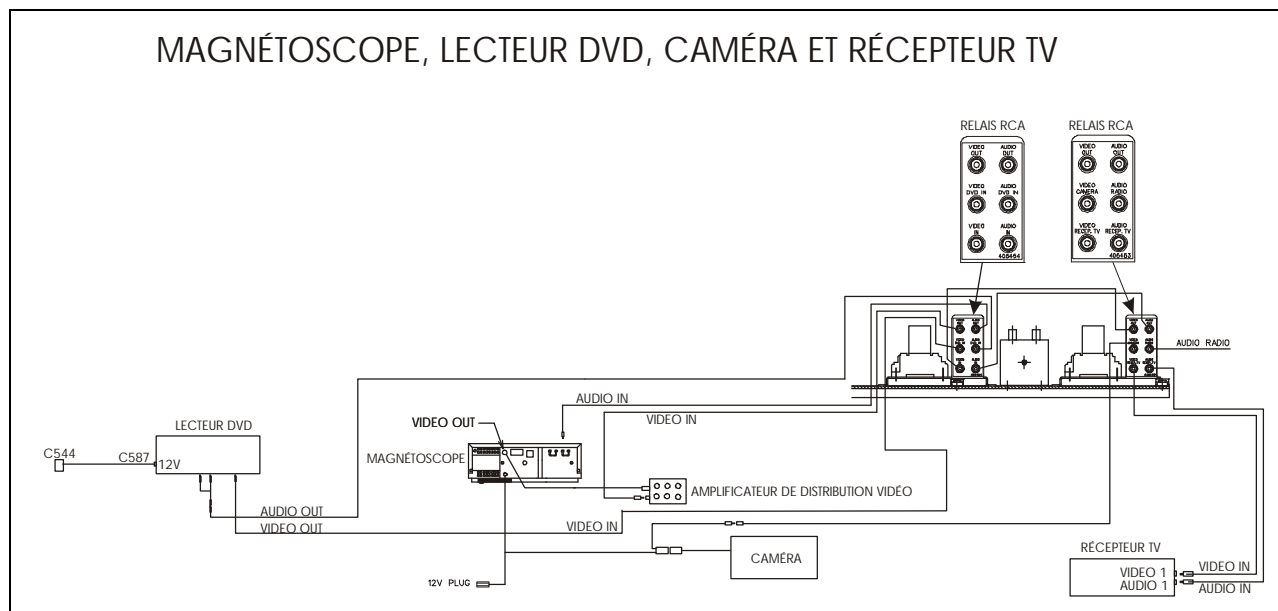 MAGNÉTOSCOPE, LECTEUR DVD, CAMÉRA ET RÉCEPTEUR TV
RELAIS RCA
RELAIS RCA
VIDEO OUT
AUDIO OUT
VIDEO DVD IN
AUDIO DVD IN
VIDEO IN
AUDIO IN
406464
VIDEO OUT
AUDIO OUT
VIDEO CAMERA
AUDIO RADIO
VIDEO RECEP. TV
AUDIO RECEP. TV
406463
AUDIO RADIO
AUDIO IN
VIDEO IN
VIDEO OUT
LECTEUR DVD
C544
C587
12V
MAGNÉTOSCOPE
AMPLIFICATEUR DE DISTRIBUTION VIDÉO
AUDIO OUT
VIDEO OUT
VIDEO IN
CAMÉRA
12V PLUG
RÉCEPTEUR TV
VIDEO 1
AUDIO 1
VIDEO IN
AUDIO IN